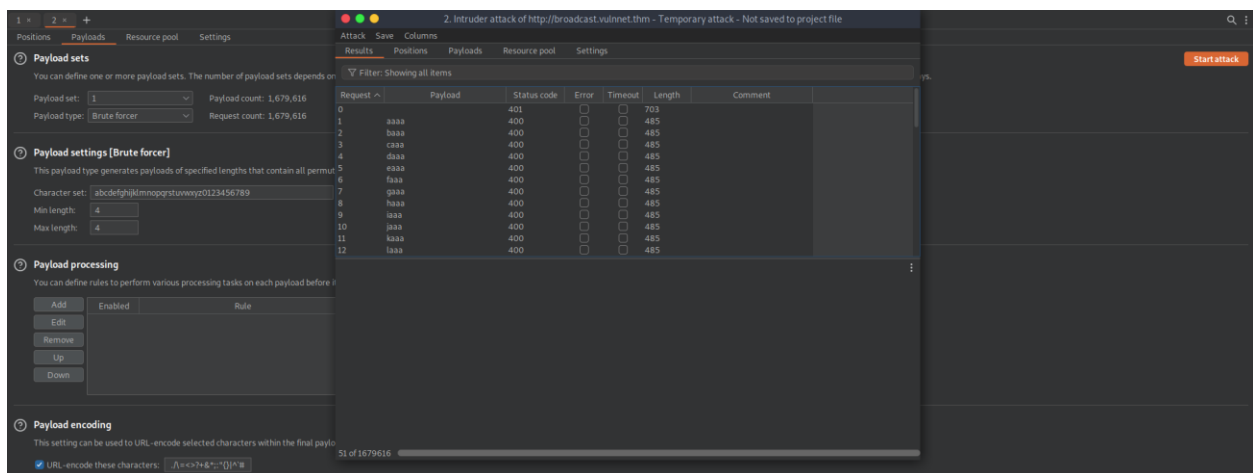 1 × 2 × +
Positions Payloads Resource pool Settings
Payload sets
You can define one or more payload sets. The number of payload sets depends on
ys.
Start attack
Payload set: 1 Payload count: 1,679,616
Payload type: Brute forcer Request count: 1,679,616
Payload settings [Brute forcer]
This payload type generates payloads of specified lengths that contain all permut
Character set: abcdefghijklmnopqrstuvwxyz0123456789
Min length: 4
Max length: 4
Payload processing
You can define rules to perform various processing tasks on each payload before i
Add Enabled Rule
Edit
Remove
Up
Down
Payload encoding
This setting can be used to URL-encode selected characters within the final paylo
URL-encode these characters:
2. Intruder attack of http://broadcast.vulnnet.thm - Temporary attack - Not saved to project file
Attack Save Columns
Results Positions Payloads Resource pool Settings
Filter: Showing all items
Request Payload Status code Error Timeout Length Comment
0 401 703
1 aaaa 400 485
2 baaa 400 485
3 caaa 400 485
4 daaa 400 485
5 eaaa 400 485
6 faaa 400 485
7 gaaa 400 485
8 haaa 400 485
9 iaaa 400 485
10 jaaa 400 485
11 kaaa 400 485
12 laaa 400 485
51 of 1679616